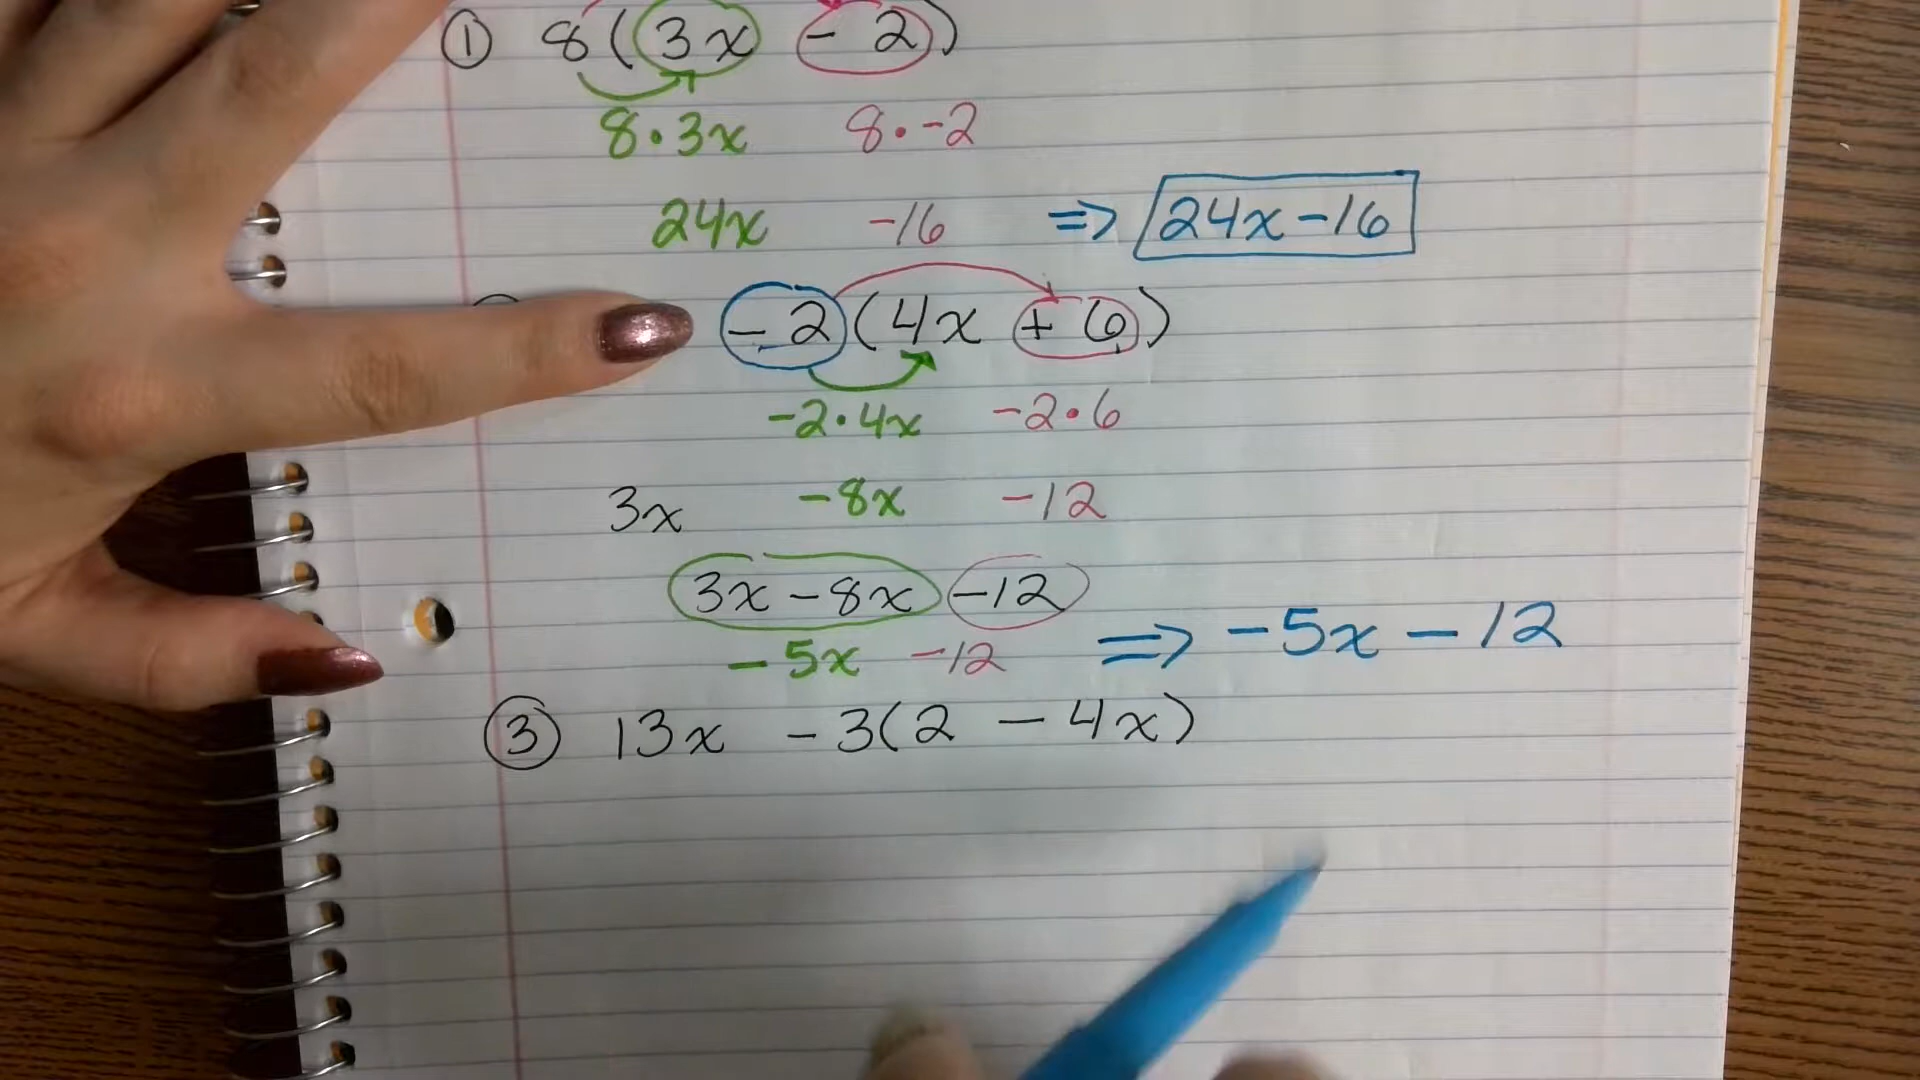 ① 8(3x - 2)
8·3x 8·-2
24x -16 => 24x-16
-2(4x + 6)
-2·4x -2·6
3x -8x -12
3x-8x -12
-5x -12 => -5x-12
③ 13x -3(2 - 4x)